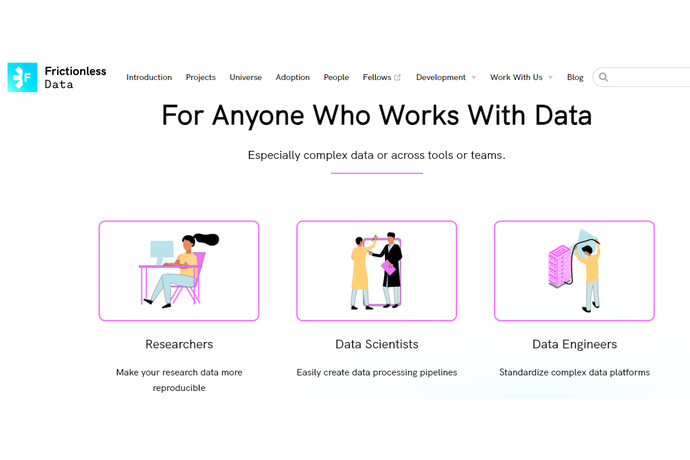 Frictionless
Data
Introduction Projects Universe Adoption People Fellows Development Work With Us Blog
For Anyone Who Works With Data
Especially complex data or across tools or teams.
Researchers Data Scientists Data Engineers
Make your research data more Easily create data processing pipelines Standardize complex data platforms
reproducible